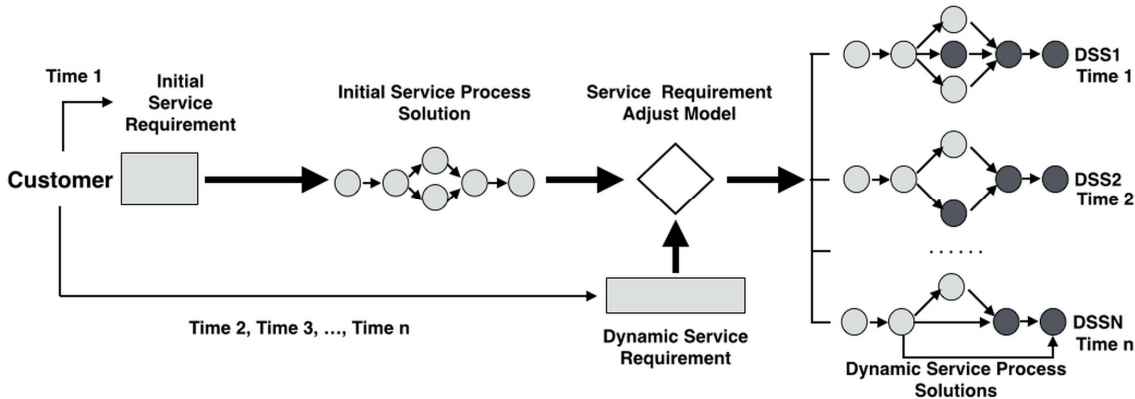 Time 1
Initial
Service
Requirement
Customer
Initial Service Process
Solution
Service Requirement
Adjust Model
Time 2, Time 3, ..., Time n
Dynamic Service
Requirement
DSS1
Time 1
DSS2
Time 2
......
DSSN
Time n
Dynamic Service Process
Solutions